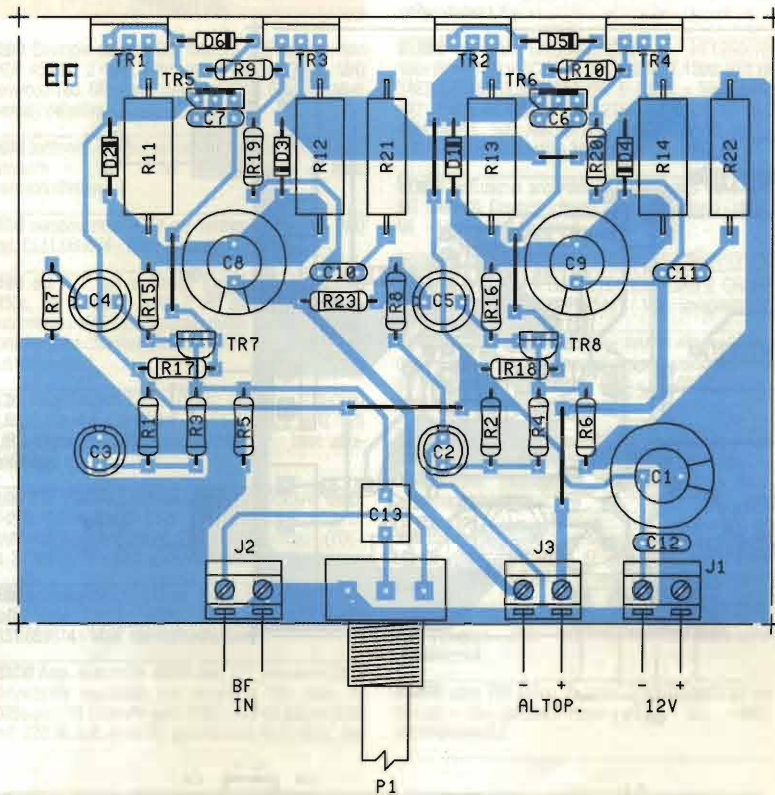 D6 D5
TR1 TR3 TR2 TR4
EF R9 TR5 R10 TR6
C7 C6
D2 R11 R19 D3 R12 R21 D1 R13 R20 D4 R14 R22
C8 C9
C10 C11
R7 C4 R15 R23 R8 C5 R16
TR7 TR8
R17 R18
R1 R3 R5 R2 R4 R6
C3 C2 C1
C13
J2 J3 C12 J1
BF
IN
- + - +
ALTOP. 12V
P1